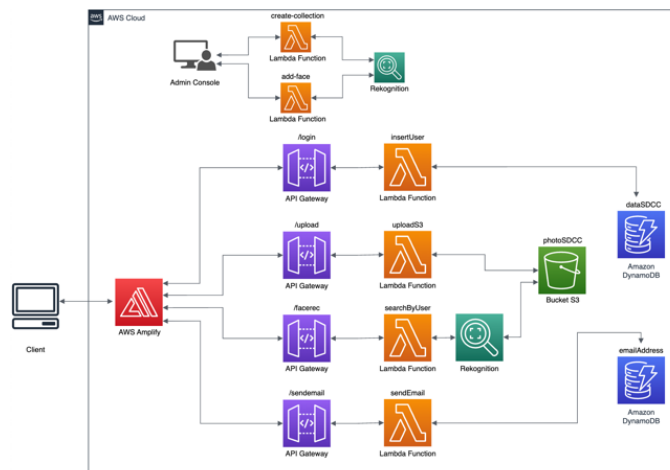 aws
AWS Cloud
create-collection
Lambda Function
Admin Console
add-face
Lambda Function
Rekognition
/login
API Gateway
insertUser
Lambda Function
dataSDCC
Amazon
DynamoDB
/upload
API Gateway
uploadS3
Lambda Function
photoSDCC
Bucket S3
Client
AWS Amplify
/facerec
API Gateway
searchByUser
Lambda Function
Rekognition
emailAddress
Amazon
DynamoDB
/sendemail
API Gateway
sendEmail
Lambda Function